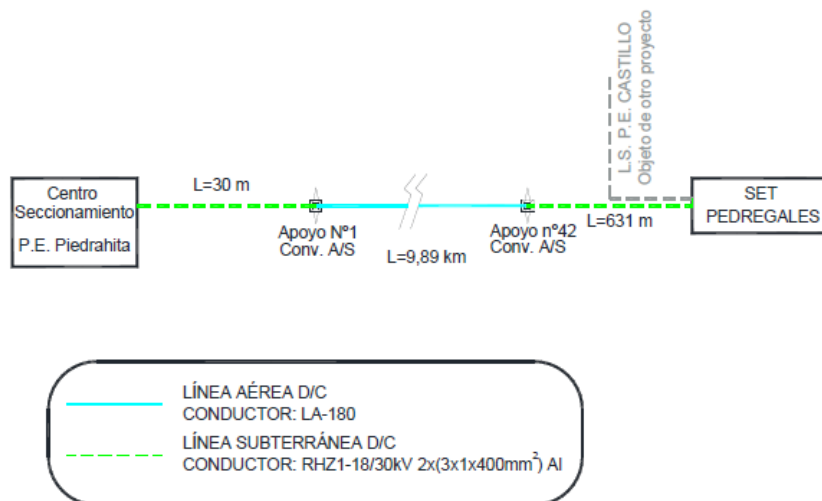 L.S. P.E. CASTILLO
Objeto de otro proyecto
Centro
Seccionamiento
P.E. Piedrahita
L=30 m
Apoyo Nº1
Conv. A/S
L=9,89 km
Apoyo nº42
Conv. A/S
L=631 m
SET
PEDREGALES
LÍNEA AÉREA D/C
CONDUCTOR: LA-180
LÍNEA SUBTERRÁNEA D/C
CONDUCTOR: RHZ1-18/30kV 2x(3x1x400mm²) Al